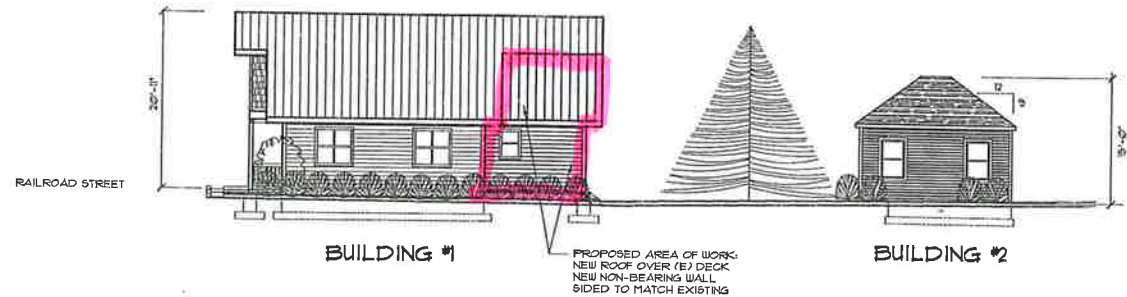 20'-11"
12
9
15'-0"
RAILROAD STREET
BUILDING #1
PROPOSED AREA OF WORK:
NEW ROOF OVER (E) DECK
NEW NON-BEARING WALL
SIDED TO MATCH EXISTING
BUILDING #2